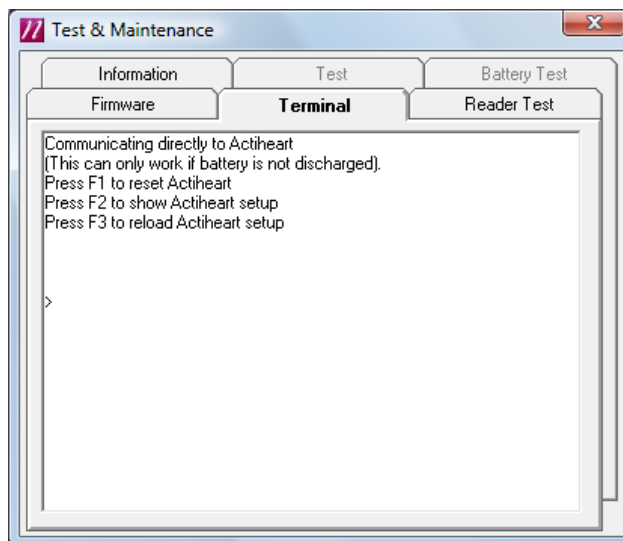 Test & Maintenance
Information
Test
Battery Test
Firmware
Terminal
Reader Test
Communicating directly to Actiheart
(This can only work if battery is not discharged).
Press F1 to reset Actiheart
Press F2 to show Actiheart setup
Press F3 to reload Actiheart setup
>